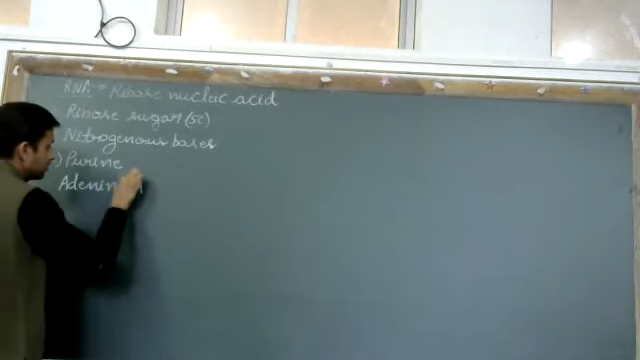 RNA → Ribose nucleic acid
Ribose sugar (5C)
Nitrogenous bases
) Purine
Adenin